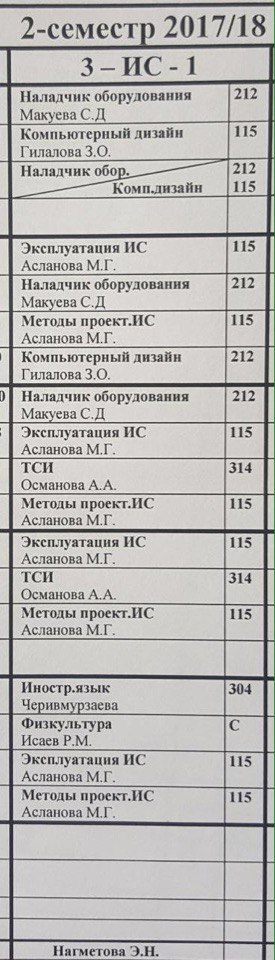 2-семестр 2017/18
3 – ИС - 1
Наладчик оборудования 212
Макуева С.Д
Компьютерный дизайн 115
Гилалова З.О.
Наладчик обор. 212
Комп.дизайн 115
Эксплуатация ИС 115
Асланова М.Г.
Наладчик оборудования 212
Макуева С.Д
Методы проект.ИС 115
Асланова М.Г.
Компьютерный дизайн 212
Гилалова З.О.
Наладчик оборудования 212
Макуева С.Д
Эксплуатация ИС 115
Асланова М.Г.
ТСИ 314
Османова А.А.
Методы проект.ИС 115
Асланова М.Г.
Эксплуатация ИС 115
Асланова М.Г.
ТСИ 314
Османова А.А.
Методы проект.ИС 115
Асланова М.Г.
Иностр.язык 304
Черивмурзаева
Физкультура С
Исаев Р.М.
Эксплуатация ИС 115
Асланова М.Г.
Методы проект.ИС 115
Асланова М.Г.
Нагметова Э.Н.